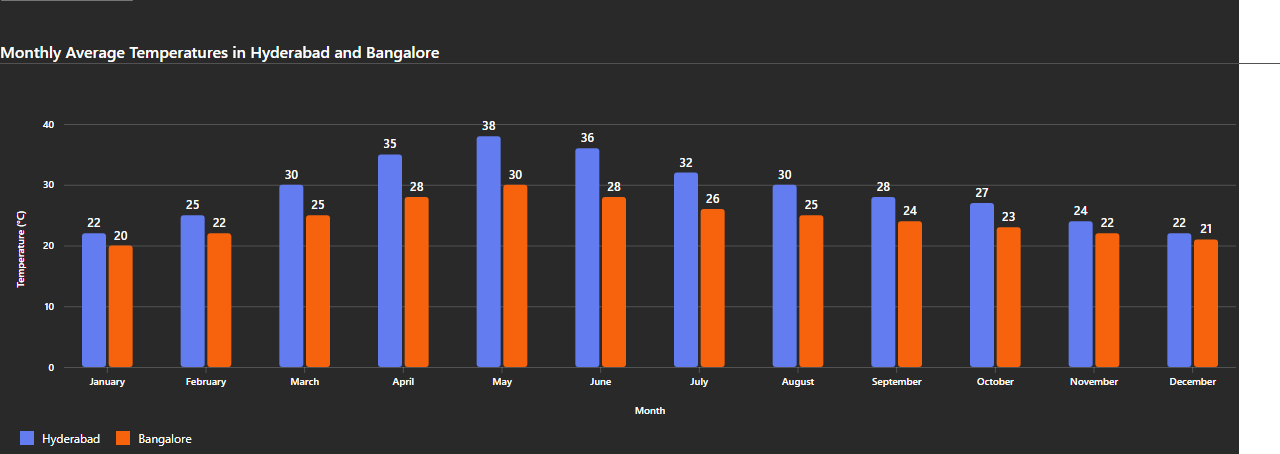 Monthly Average Temperatures in Hyderabad and Bangalore
40
30
20
10
0
Temperature (°C)
22 20 25 22 30 25 35 28 38 30 36 28 32 26 30 25 28 24 27 23 24 22 22 21
January February March April May June July August September October November December
Month
Hyderabad Bangalore